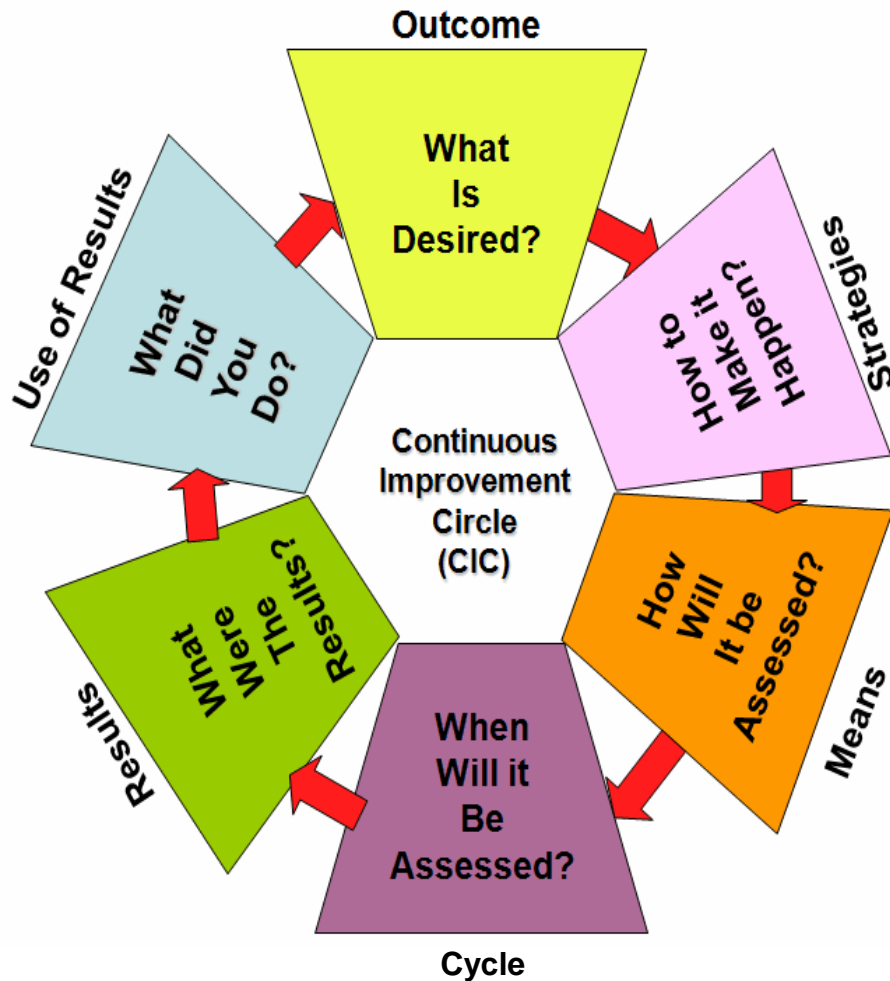 Outcome
What
Is
Desired?
Strategies
How to
Make it
Happen?
Means
How
Will
It be
Assessed?
Cycle
When
Will it
Be
Assessed?
Results
What
Were
The
Results?
Use of Results
What
Did
You
Do?
Continuous
Improvement
Circle
(CIC)